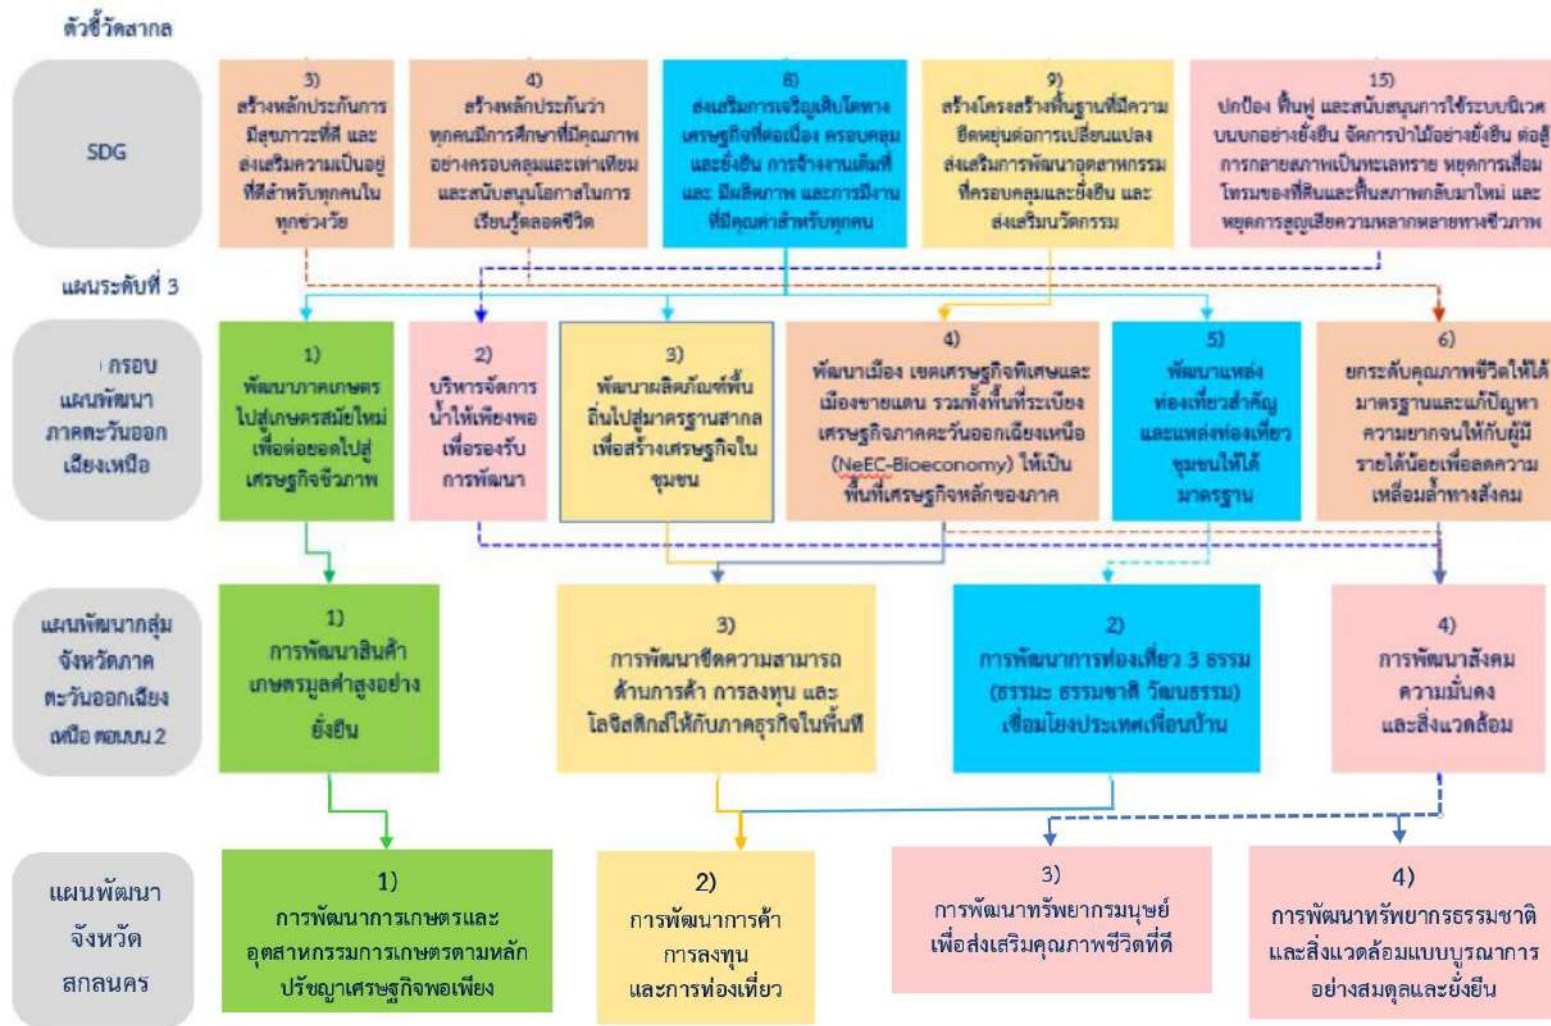 ตัวชี้วัดสากล
SDG
3)
สร้างหลักประกันการ
มีสุขภาวะที่ดี และ
ส่งเสริมความเป็นอยู่
ที่ดีสำหรับทุกคนใน
ทุกช่วงวัย
4)
สร้างหลักประกันว่า
ทุกคนมีการศึกษาที่มีคุณภาพ
อย่างครอบคลุมและเท่าเทียม
และสนับสนุนโอกาสในการ
เรียนรู้ตลอดชีวิต
8)
ส่งเสริมการเจริญเติบโตทาง
เศรษฐกิจที่ต่อเนื่อง ครอบคลุม
และยั่งยืน การจ้างงานเต็มที่
และ มีผลิตภาพ และการมีงาน
ที่มีคุณค่าสำหรับทุกคน
9)
สร้างโครงสร้างพื้นฐานที่มีความ
ยืดหยุ่นต่อการเปลี่ยนแปลง
ส่งเสริมการพัฒนาอุตสาหกรรม
ที่ครอบคลุมและยั่งยืน และ
ส่งเสริมนวัตกรรม
15)
ปกป้อง ฟื้นฟู และสนับสนุนการใช้ระบบนิเวศ
บนบกอย่างยั่งยืน จัดการป่าไม้อย่างยั่งยืน ต่อสู้
การกลายสภาพเป็นทะเลทราย หยุดการเสื่อม
โทรมของที่ดินและฟื้นสภาพกลับมาใหม่ และ
หยุดการสูญเสียความหลากหลายทางชีวภาพ
แผนระดับที่ 3
กรอบ
แผนพัฒนา
ภาคตะวันออก
เฉียงเหนือ
1)
พัฒนาภาคเกษตร
ไปสู่เกษตรสมัยใหม่
เพื่อต่อยอดไปสู่
เศรษฐกิจชีวภาพ
2)
บริหารจัดการ
น้ำให้เพียงพอ
เพื่อรองรับ
การพัฒนา
3)
พัฒนาผลิตภัณฑ์พื้น
ถิ่นไปสู่มาตรฐานสากล
เพื่อสร้างเศรษฐกิจใน
ชุมชน
4)
พัฒนาเมือง เขตเศรษฐกิจพิเศษและ
เมืองชายแดน รวมทั้งพื้นที่ระเบียง
เศรษฐกิจภาคตะวันออกเฉียงเหนือ
(NeEC-Bioeconomy) ให้เป็น
พื้นที่เศรษฐกิจหลักของภาค
5)
พัฒนาแหล่ง
ท่องเที่ยวสำคัญ
และแหล่งท่องเที่ยว
ชุมชนให้ได้
มาตรฐาน
6)
ยกระดับคุณภาพชีวิตให้ได้
มาตรฐานและแก้ปัญหา
ความยากจนให้กับผู้มี
รายได้น้อยเพื่อลดความ
เหลื่อมล้ำทางสังคม
แผนพัฒนากลุ่ม
จังหวัดภาค
ตะวันออกเฉียง
เหนือ ตอนบน 2
1)
การพัฒนาสินค้า
เกษตรมูลค่าสูงอย่าง
ยั่งยืน
3)
การพัฒนาขีดความสามารถ
ด้านการค้า การลงทุน และ
โลจิสติกส์ให้กับภาคธุรกิจในพื้นที่
2)
การพัฒนาการท่องเที่ยว 3 ธรรม
(ธรรมะ ธรรมชาติ วัฒนธรรม)
เชื่อมโยงประเทศเพื่อนบ้าน
4)
การพัฒนาสังคม
ความมั่นคง
และสิ่งแวดล้อม
แผนพัฒนา
จังหวัด
สกลนคร
1)
การพัฒนาการเกษตรและ
อุตสาหกรรมการเกษตรตามหลัก
ปรัชญาเศรษฐกิจพอเพียง
2)
การพัฒนาการค้า
การลงทุน
และการท่องเที่ยว
3)
การพัฒนาทรัพยากรมนุษย์
เพื่อส่งเสริมคุณภาพชีวิตที่ดี
4)
การพัฒนาทรัพยากรธรรมชาติ
และสิ่งแวดล้อมแบบบูรณาการ
อย่างสมดุลและยั่งยืน